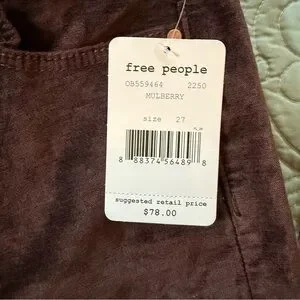 free people
OB559464 2250
MULBERRY
size 27
8 88374 56489 8
suggested retail price
$78.00